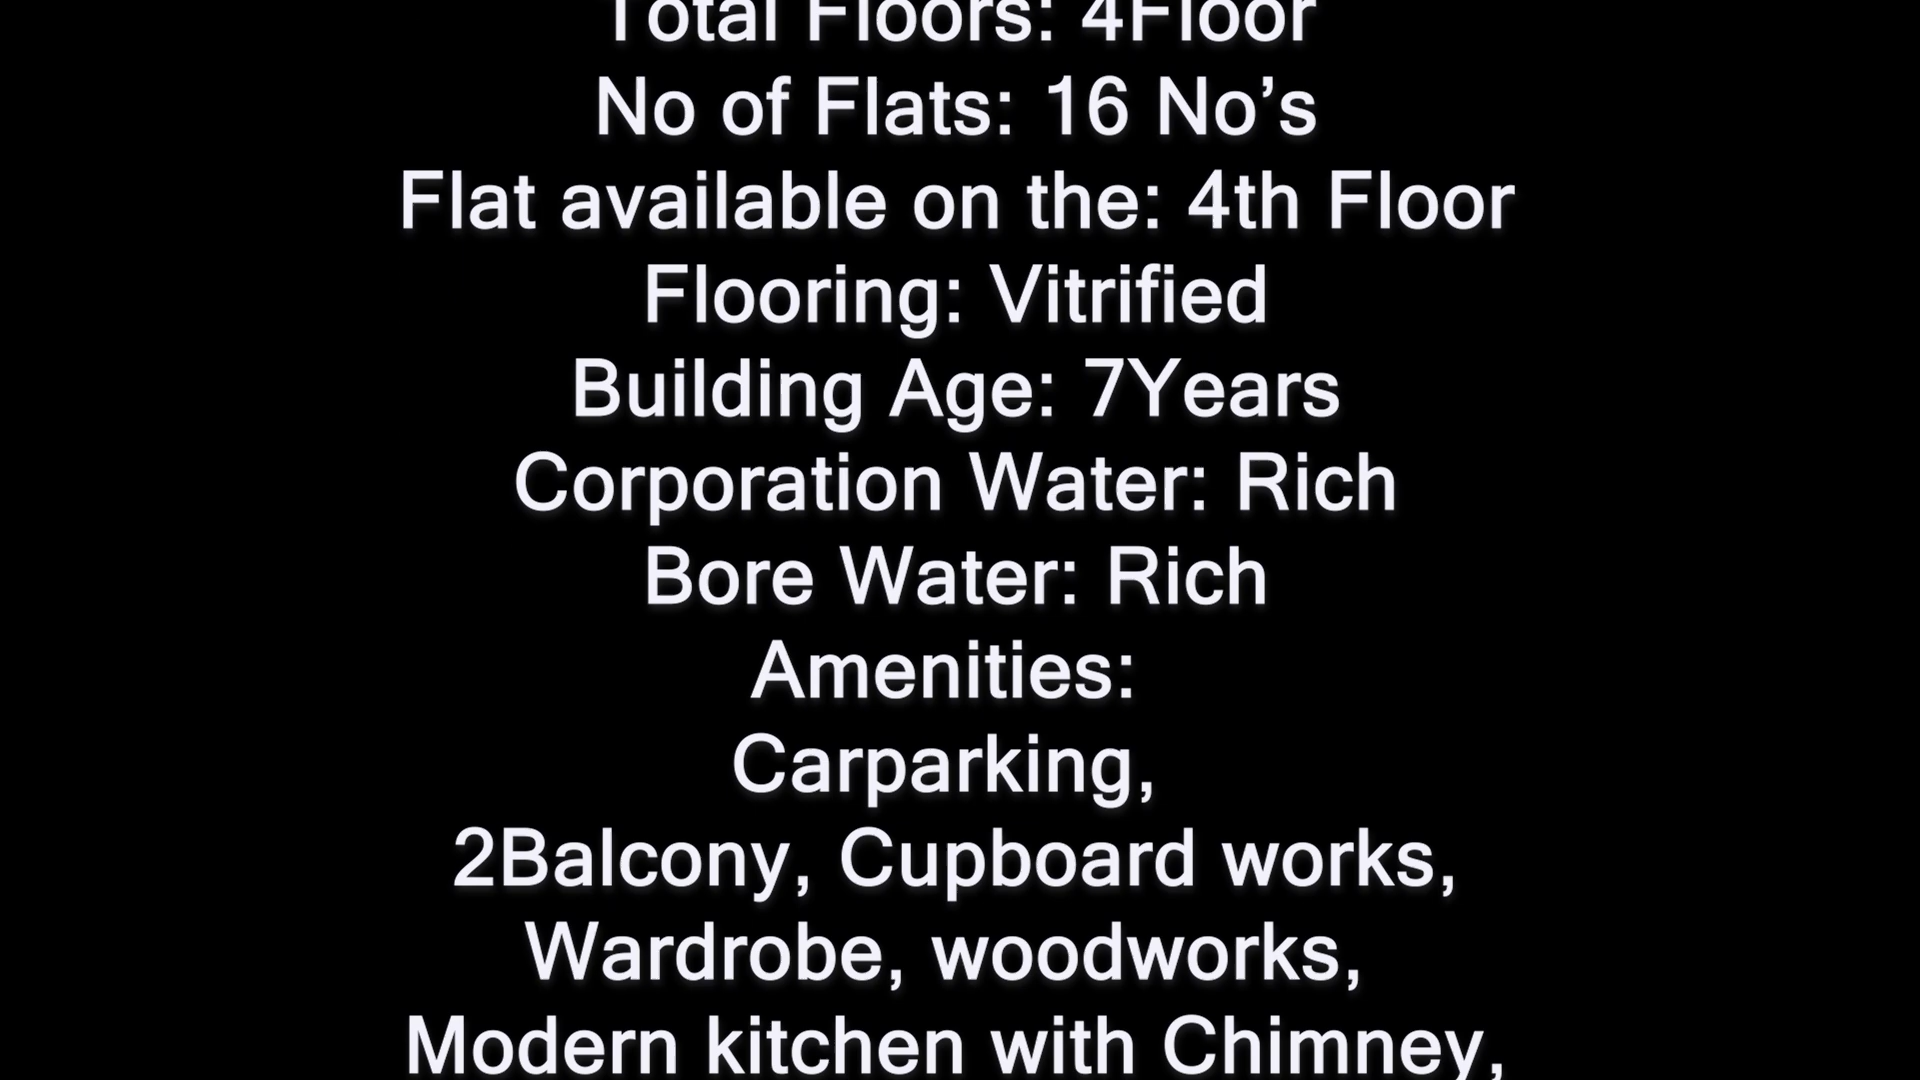 Total Floors: 4Floor
No of Flats: 16 No’s
Flat available on the: 4th Floor
Flooring: Vitrified
Building Age: 7Years
Corporation Water: Rich
Bore Water: Rich
Amenities:
Carparking,
2Balcony, Cupboard works,
Wardrobe, woodworks,
Modern kitchen with Chimney,